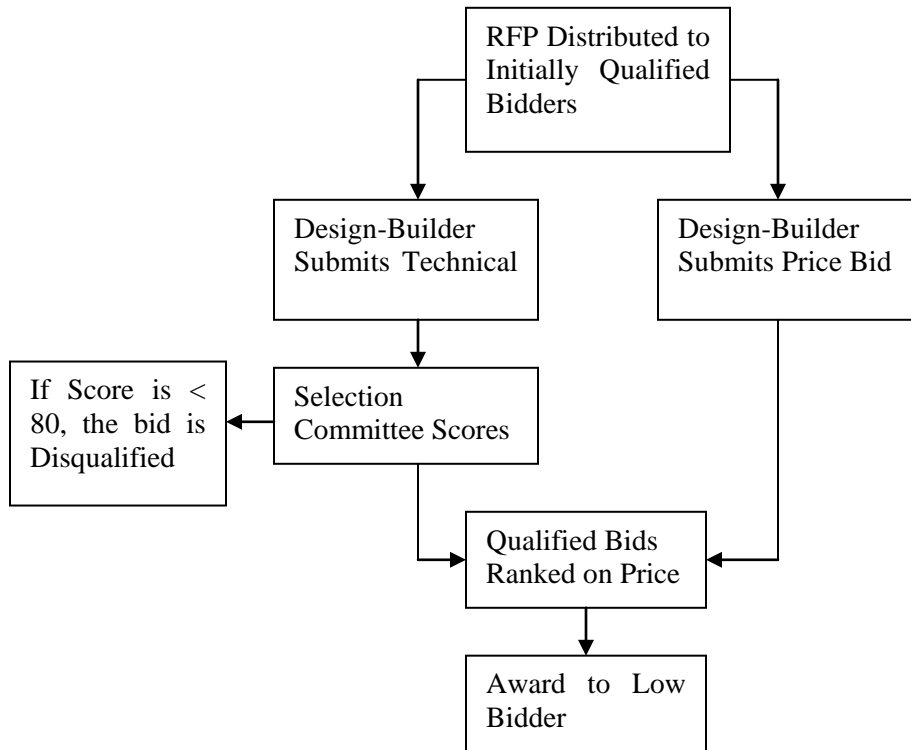 RFP Distributed to
Initially Qualified
Bidders
Design-Builder
Submits Technical
Design-Builder
Submits Price Bid
If Score is <
80, the bid is
Disqualified
Selection
Committee Scores
Qualified Bids
Ranked on Price
Award to Low
Bidder